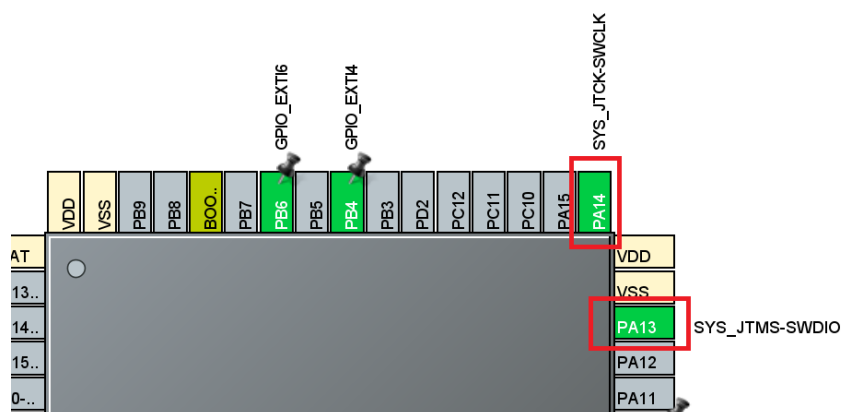 GPIO_EXTI6
GPIO_EXTI4
SYS_JTCK-SWCLK
VDD
VSS
PB9
PB8
BOO..
PB7
PB6
PB5
PB4
PB3
PD2
PC12
PC11
PC10
PA15
PA14
AT
13..
14..
15..
0-..
VDD
VSS
PA13
SYS_JTMS-SWDIO
PA12
PA11